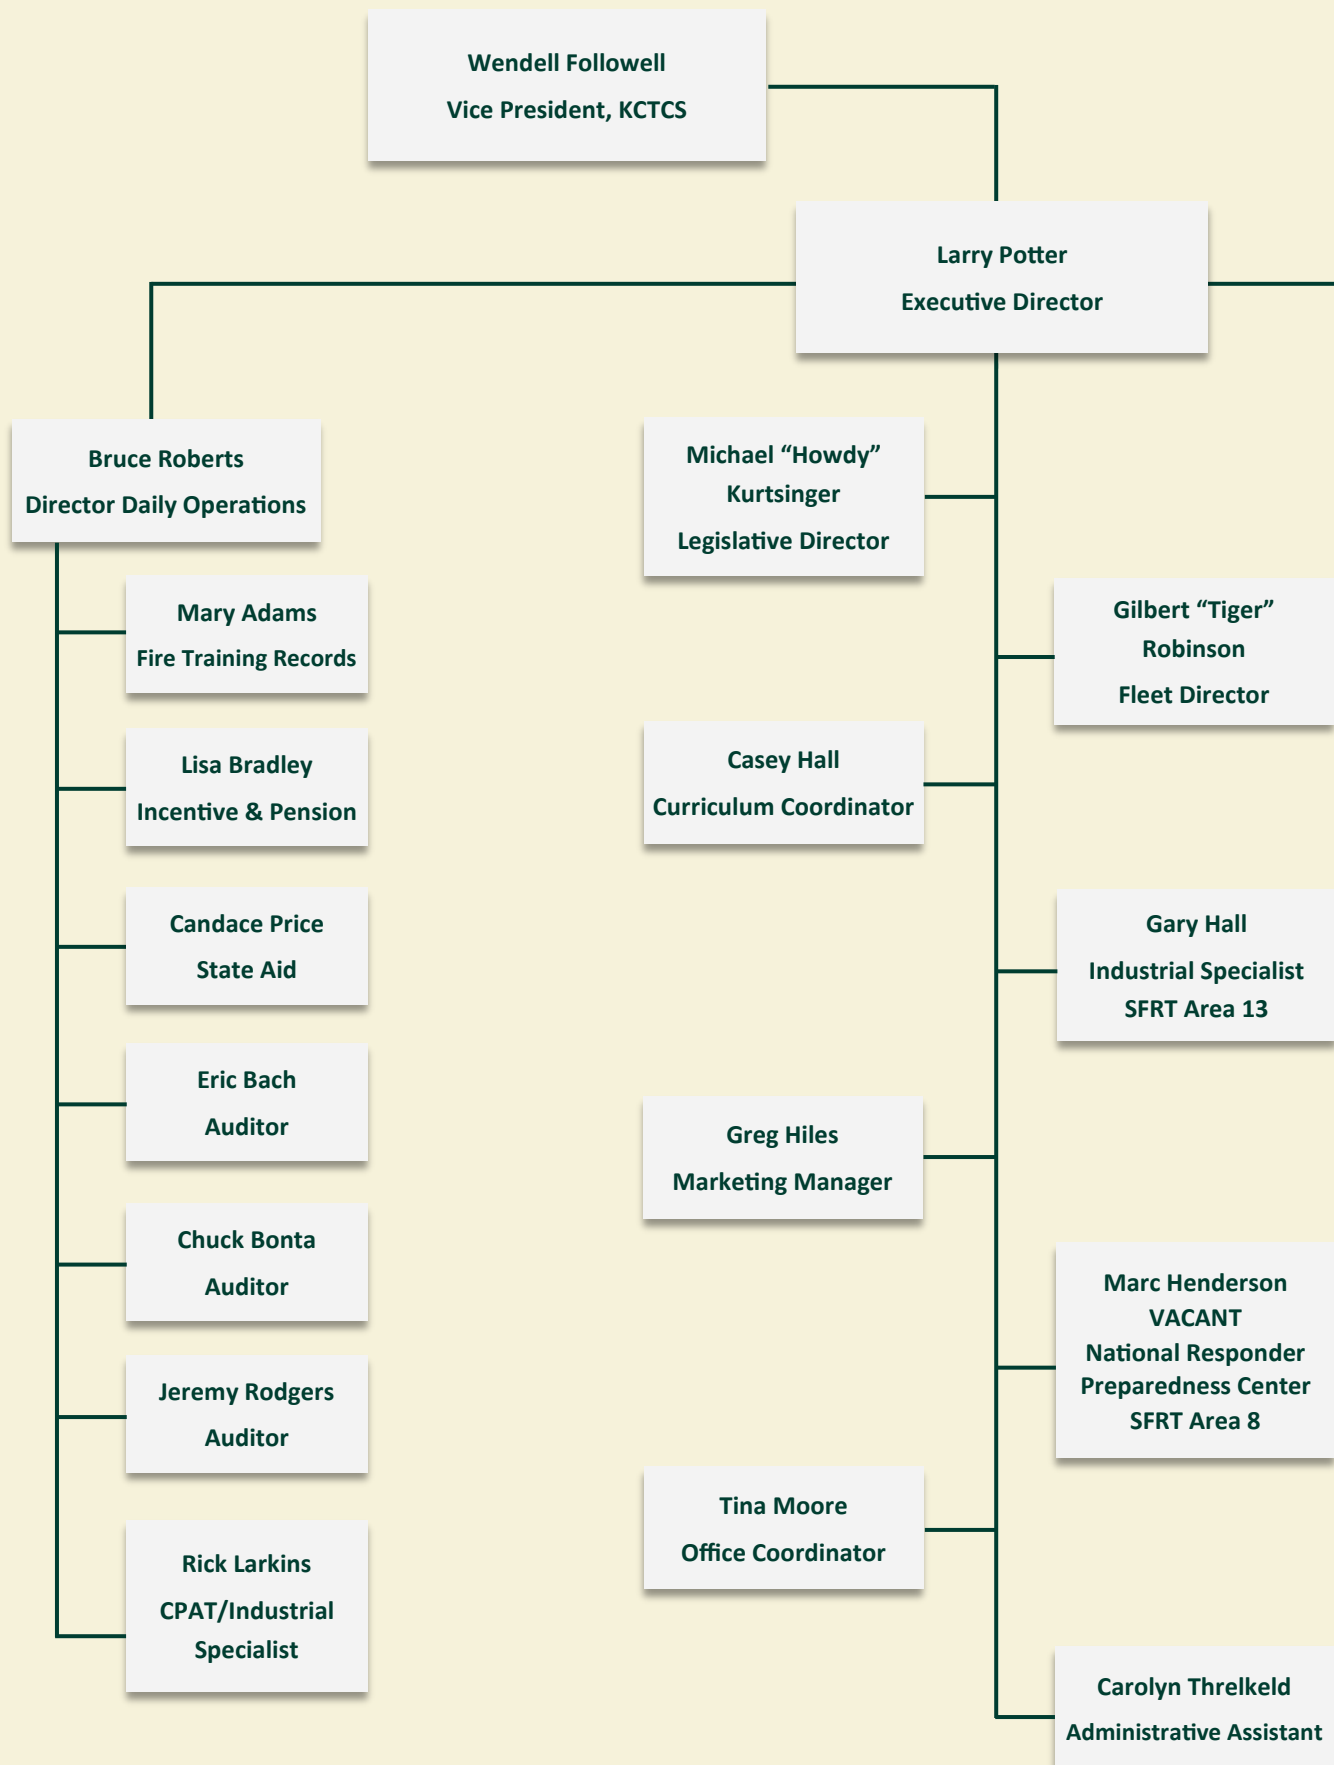 Wendell Followell
Vice President, KCTCS
Larry Potter
Executive Director
Bruce Roberts
Director Daily Operations
Mary Adams
Fire Training Records
Lisa Bradley
Incentive & Pension
Candace Price
State Aid
Eric Bach
Auditor
Chuck Bonta
Auditor
Jeremy Rodgers
Auditor
Rick Larkins
CPAT/Industrial
Specialist
Michael “Howdy”
Kurtsinger
Legislative Director
Gilbert “Tiger”
Robinson
Fleet Director
Casey Hall
Curriculum Coordinator
Gary Hall
Industrial Specialist
SFRT Area 13
Greg Hiles
Marketing Manager
Marc Henderson
VACANT
National Responder
Preparedness Center
SFRT Area 8
Tina Moore
Office Coordinator
Carolyn Threlkeld
Administrative Assistant